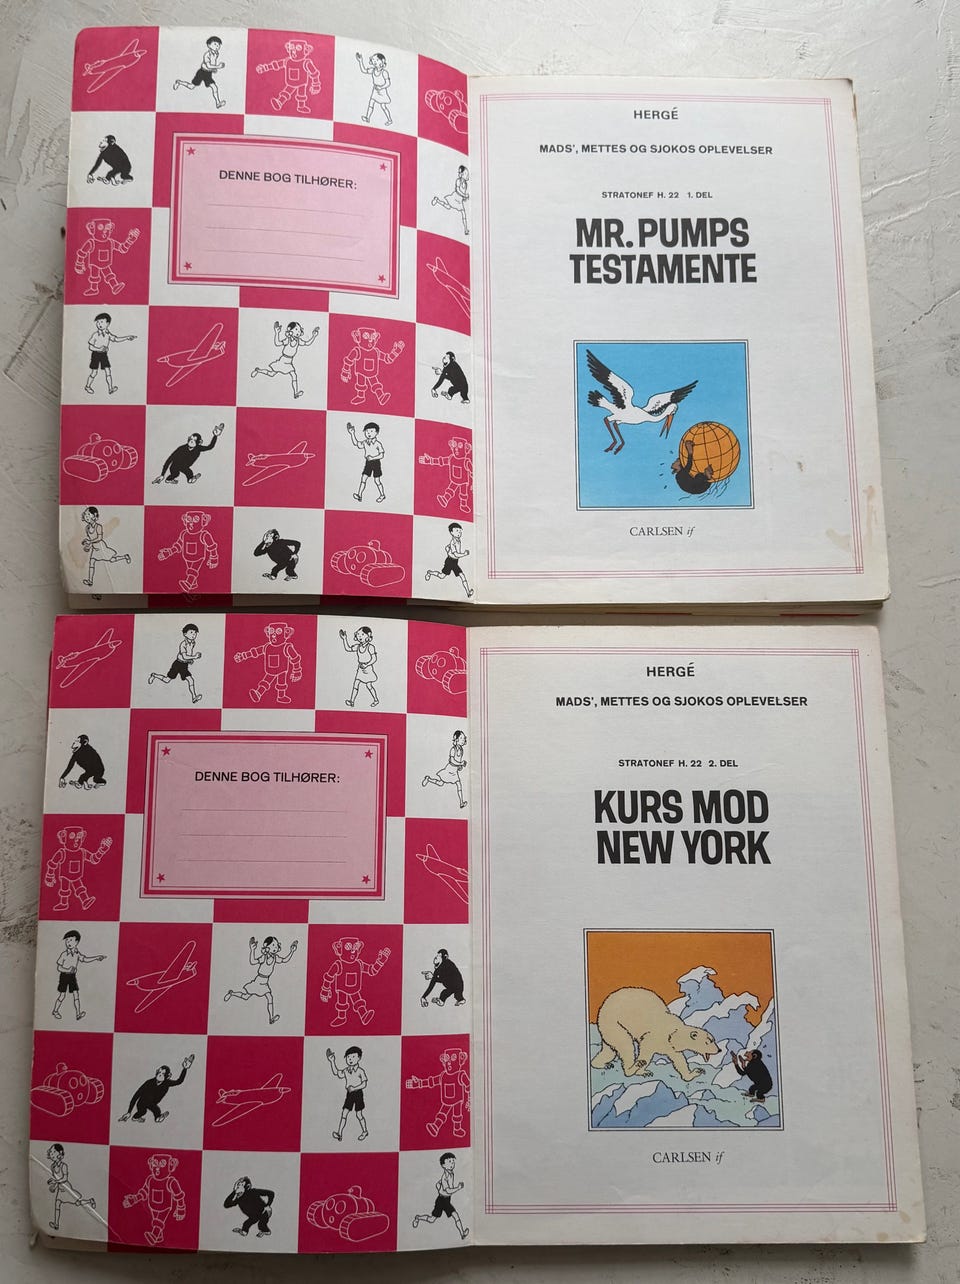 DENNE BOG TILHØRER:
HERGÉ
MADS', METTES OG SJOKOS OPLEVELSER
STRATONEF H. 22 1. DEL
MR. PUMPS
TESTAMENTE
CARLSEN if
DENNE BOG TILHØRER:
HERGÉ
MADS', METTES OG SJOKOS OPLEVELSER
STRATONEF H. 22 2. DEL
KURS MOD
NEW YORK
CARLSEN if